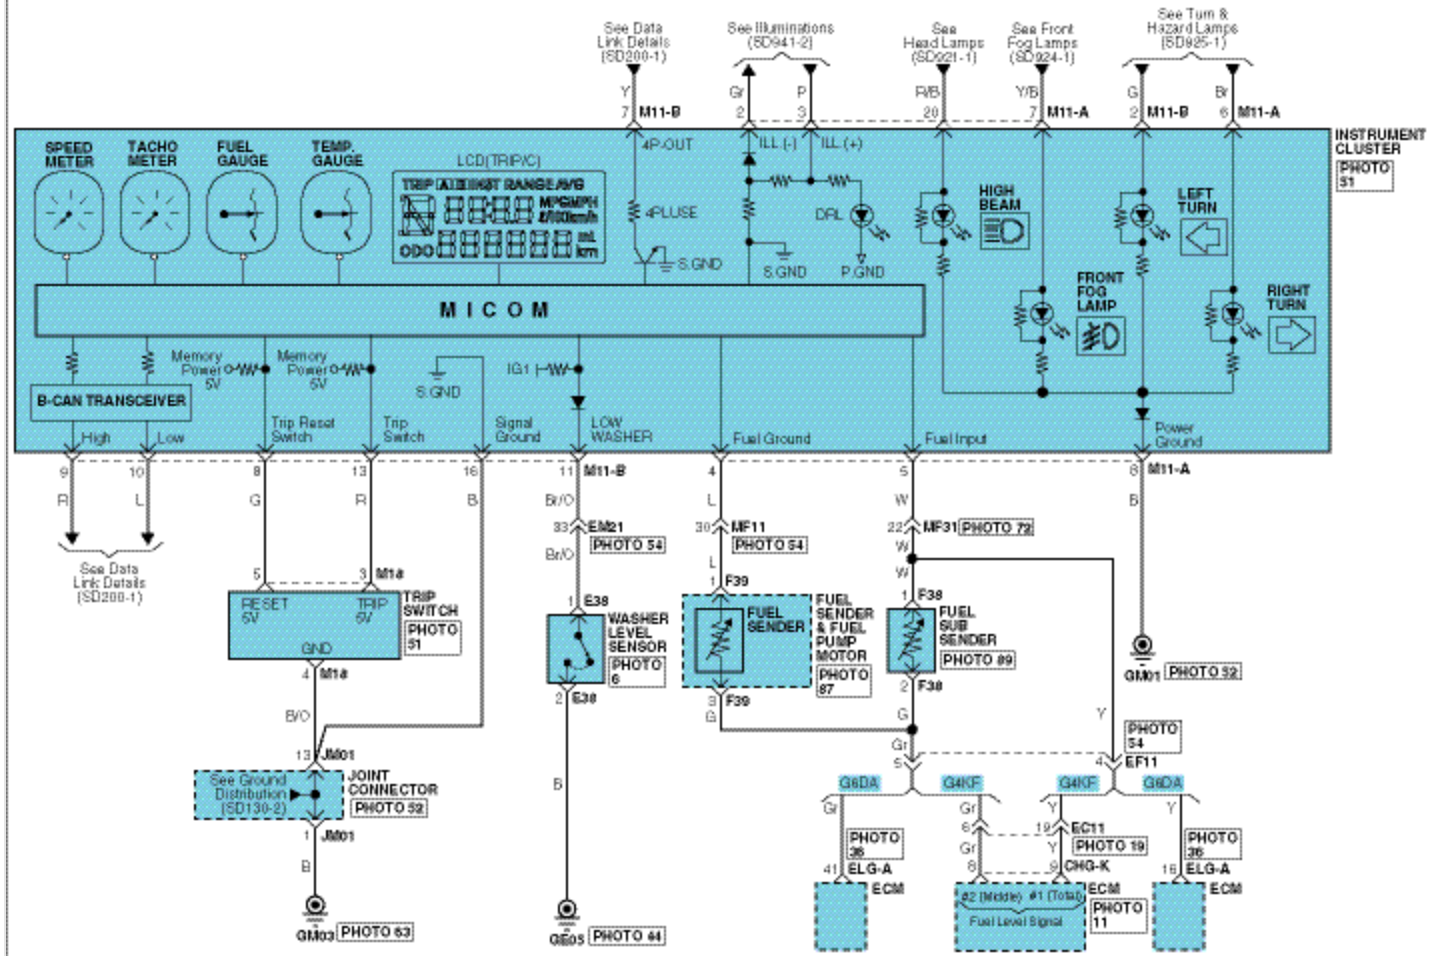 See Data
Link Details
(SD200-1)
See Illuminations
(SD941-2)
See
Head Lamps
(SD921-1)
See Front
Fog Lamps
(SD924-1)
See Turn &
Hazard Lamps
(SD925-1)
Y
Gr
P
R/B
Y/B
G
Br
7 M11-B
2
3
20
7 M11-A
2 M11-B
6 M11-A
INSTRUMENT
CLUSTER
PHOTO
51
SPEED
METER
TACHO
METER
FUEL
GAUGE
TEMP.
GAUGE
LCD(TRIP/C)
TRIP A B INST RANGE AVG
MPGMPH
ℓ/100km/h
ODO
mi.
km
4P-OUT
ILL (-)
ILL (+)
4PLUSE
S.GND
DRL
S.GND
P.GND
HIGH
BEAM
LEFT
TURN
FRONT
FOG
LAMP
RIGHT
TURN
MICOM
Memory
Power
5V
Memory
Power
5V
S.GND
IG1
B-CAN TRANSCEIVER
High
Low
Trip Reset
Switch
Trip
Switch
Signal
Ground
LOW
WASHER
Fuel Ground
Fuel Input
Power
Ground
9
10
8
13
16
11 M11-B
4
5
8 M11-A
R
L
G
R
B
Br/O
L
W
B
See Data
Link Details
(SD200-1)
33 EM21
PHOTO 54
Br/O
30 MF11
PHOTO 54
L
22 MF31 PHOTO 72
W
W
5
3 M18
RESET
5V
TRIP
5V
GND
TRIP
SWITCH
PHOTO
51
4 M18
B/O
13 JM01
See Ground
Distribution
(SD130-2)
JOINT
CONNECTOR
PHOTO 52
1 JM01
B
GM03 PHOTO 63
1 E38
WASHER
LEVEL
SENSOR
PHOTO
6
2 E38
B
GE05 PHOTO 44
1 F39
FUEL
SENDER
FUEL
SENDER
& FUEL
PUMP
MOTOR
PHOTO
87
3 F39
G
1 F38
FUEL
SUB
SENDER
PHOTO 89
2 F38
G
Gr
5
GM01 PHOTO 52
Y
PHOTO
54
4 EF11
G6DA
G4KF
G4KF
G6DA
Gr
Gr
Y
Y
6
19 EC11
PHOTO 19
Gr
Y
8
9 CHG-K
PHOTO
36
41 ELG-A
ECM
#2 (Middle) #1 (Total)
Fuel Level Signal
ECM
PHOTO
11
PHOTO
36
16 ELG-A
ECM